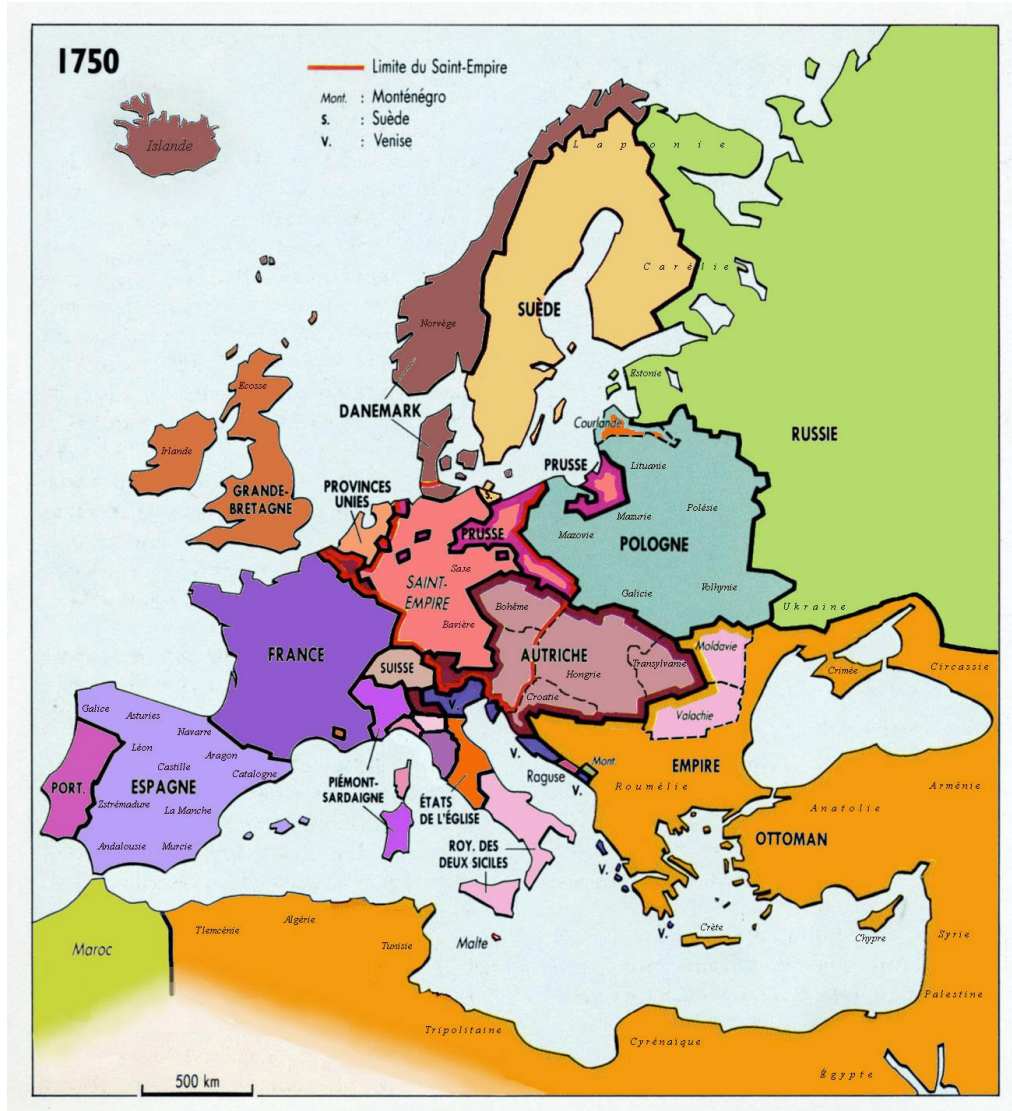 1750
Limite du Saint-Empire
Mont. : Monténégro
S. : Suède
V. : Venise
Islande
Laponie
Carélie
SUÈDE
Norvège
Estonie
Ecosse
DANEMARK
Courlande
RUSSIE
Irlande
PRUSSE
Lituanie
PROVINCES
UNIES
GRANDE-
BRETAGNE
S.
Polésie
Mazurie
PRUSSE
Mazovie
POLOGNE
Saxe
SAINT-
EMPIRE
Volhynie
Galicie
Bohême
Ukraine
Bavière
Moldavie
FRANCE
AUTRICHE
SUISSE
Transylvanie
Circassie
Hongrie
Crimée
Croatie
V.
Galice
Asturies
Valachie
Navarre
Léon
Aragon
V.
Castille
Catalogne
Mont.
EMPIRE
Raguse
PIÉMONT-
SARDAIGNE
PORT.
ESPAGNE
V.
Roumélie
Arménie
Zstrémadure
La Manche
ÉTATS
DE L'ÉGLISE
Anatolie
OTTOMAN
Andalousie
Murcie
ROY. DES
DEUX SICILES
V.
Algérie
Tlemcénie
Crète
V.
Syrie
Chypre
Maroc
Tunisie
Malte
Palestine
Tripolitaine
Cyrénaïque
Égypte
500 km